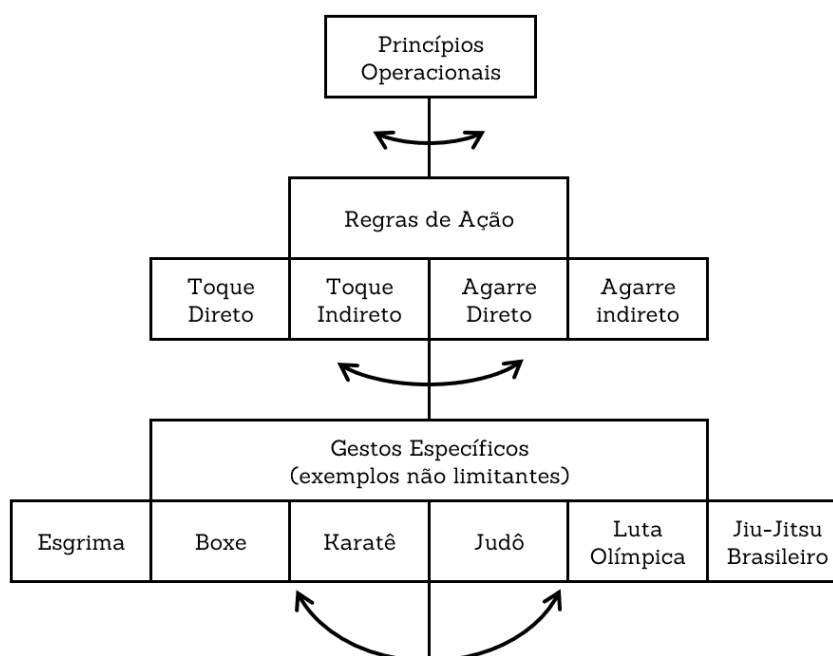 Princípios
Operacionais
Regras de Ação
Toque
Direto
Toque
Indireto
Agarre
Direto
Agarre
indireto
Gestos Específicos
(exemplos não limitantes)
Esgrima
Boxe
Karatê
Judô
Luta
Olímpica
Jiu-Jitsu
Brasileiro